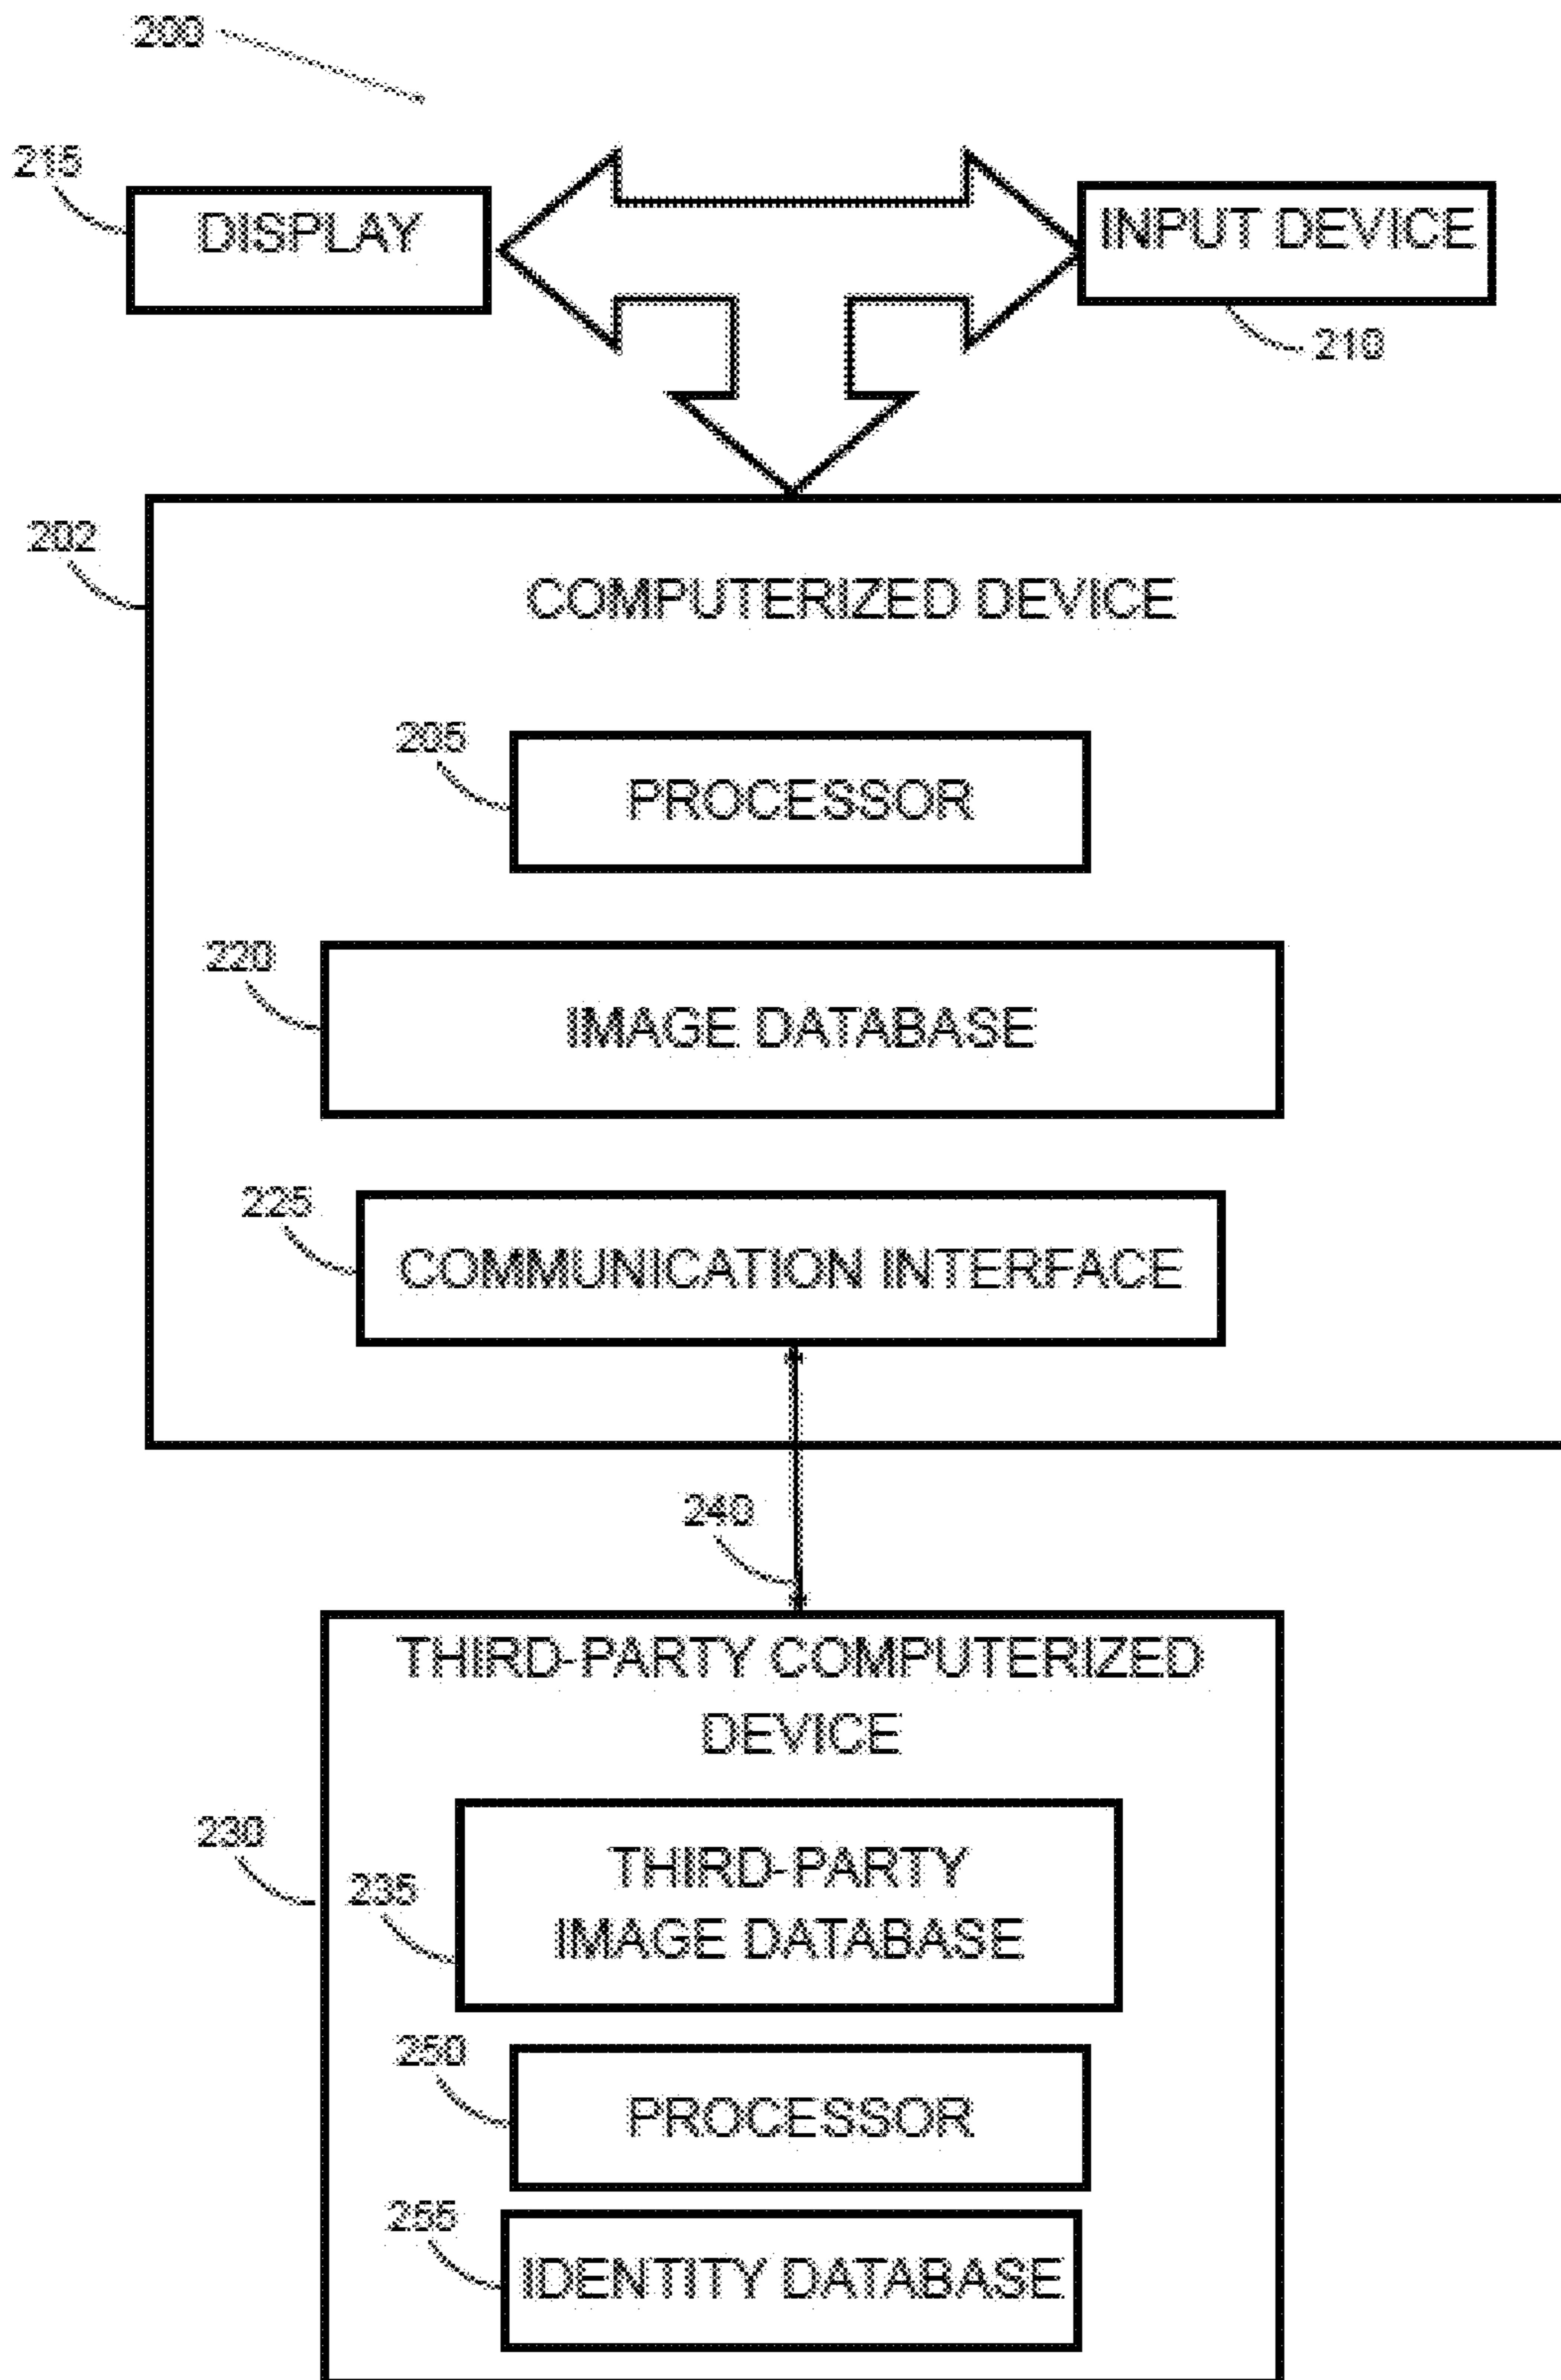 200
215
DISPLAY
INPUT DEVICE
210
202
COMPUTERIZED DEVICE
205
PROCESSOR
220
IMAGE DATABASE
225
COMMUNICATION INTERFACE
240
THIRD-PARTY COMPUTERIZED
DEVICE
230
235
THIRD-PARTY
IMAGE DATABASE
250
PROCESSOR
255
IDENTITY DATABASE